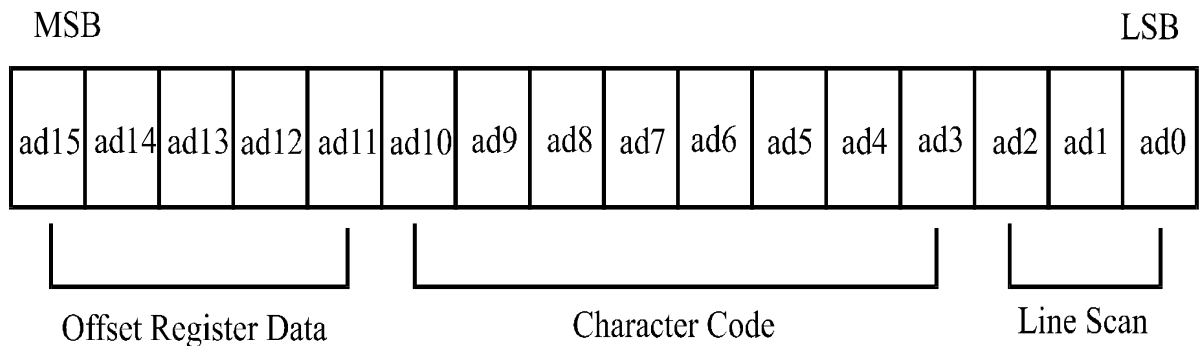 MSB LSB
ad15 ad14 ad13 ad12 ad11 ad10 ad9 ad8 ad7 ad6 ad5 ad4 ad3 ad2 ad1 ad0
Offset Register Data Character Code Line Scan